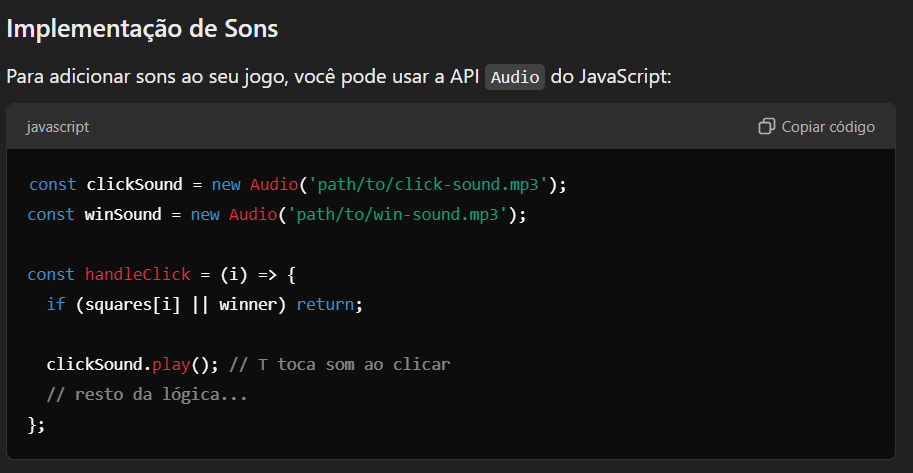 Implementação de Sons
Para adicionar sons ao seu jogo, você pode usar a API Audio do JavaScript:
javascript
Copiar código
const clickSound = new Audio('path/to/click-sound.mp3');
const winSound = new Audio('path/to/win-sound.mp3');
const handleClick = (i) => {
if (squares[i] || winner) return;
clickSound.play(); // T toca som ao clicar
// resto da lógica...
};